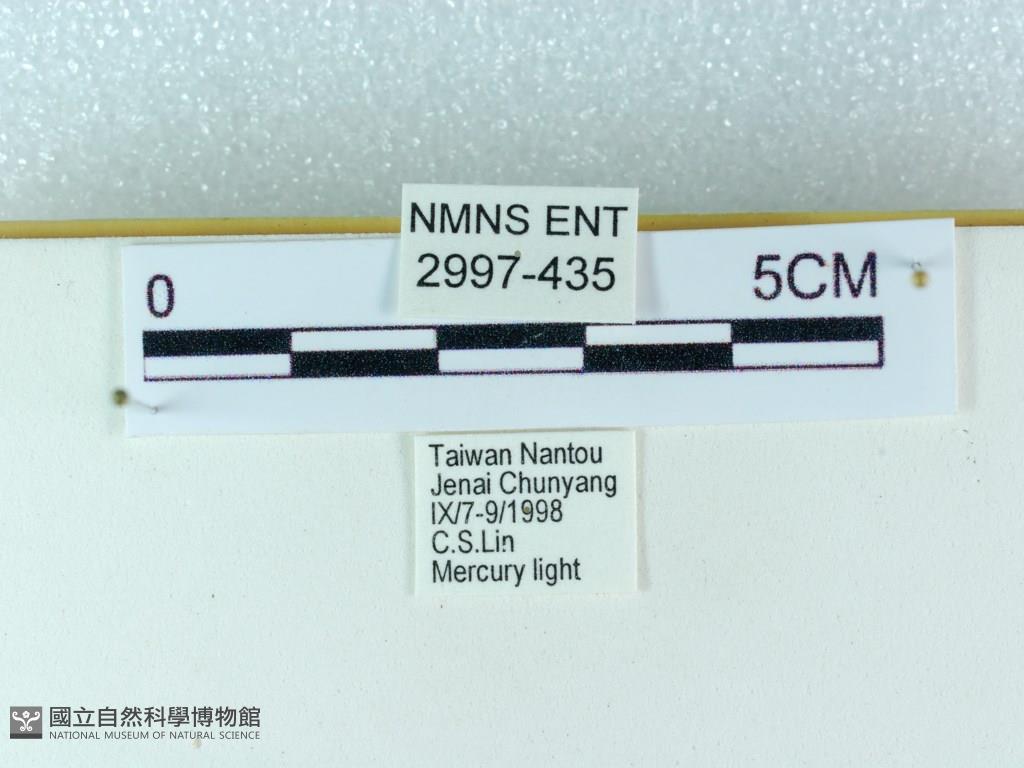 NMNS ENT
2997-435
0
5CM
Taiwan Nantou
Jenai Chunyang
IX/7-9/1998
C.S.Lin
Mercury light
國立自然科學博物館
NATIONAL MUSEUM OF NATURAL SCIENCE